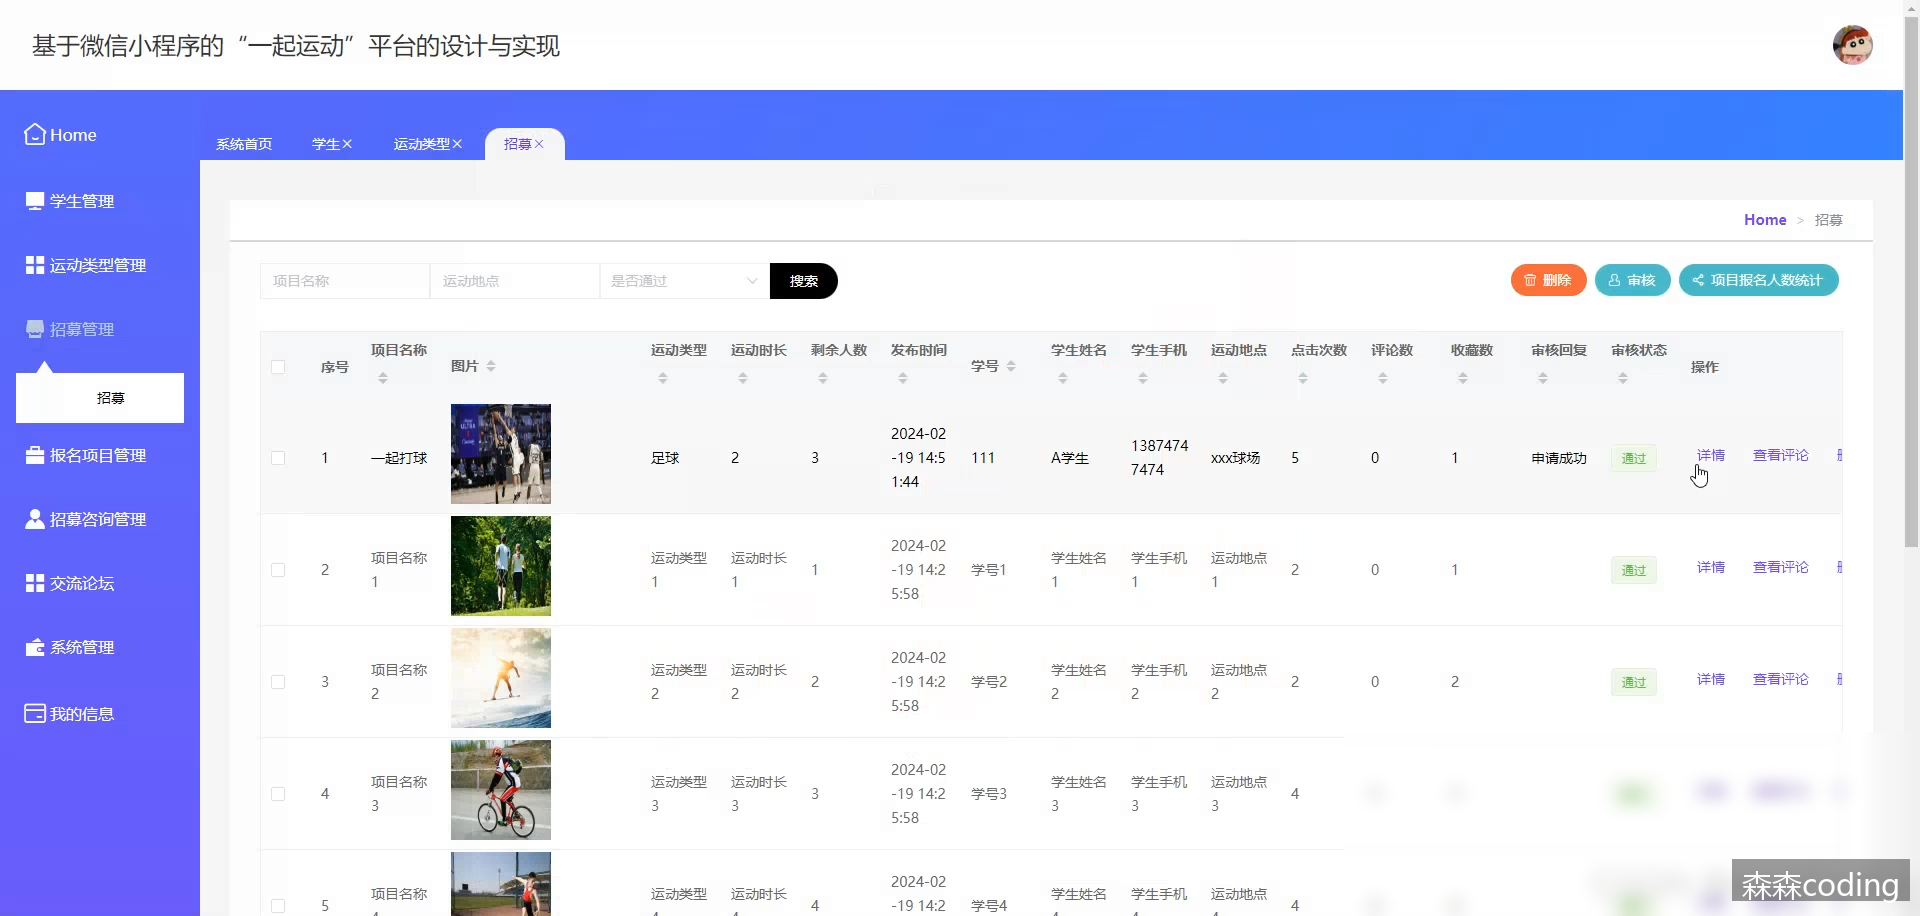 基于微信小程序的“一起运动”平台的设计与实现
Home
学生管理
运动类型管理
招募管理
招募
报名项目管理
招募咨询管理
交流论坛
系统管理
我的信息
系统首页 学生× 运动类型× 招募×
Home > 招募
项目名称 运动地点 是否通过 搜索 删除 审核 项目报名人数统计
序号 项目名称 图片 运动类型 运动时长 剩余人数 发布时间 学号 学生姓名 学生手机 运动地点 点击次数 评论数 收藏数 审核回复 审核状态 操作
1 一起打球 足球 2 3 2024-02
-19 14:5
1:44 111 A学生 1387474
7474 xxx球场 5 0 1 申请成功 通过 详情 查看评论
2 项目名称
1 运动类型
1 运动时长
1 1 2024-02
-19 14:2
5:58 学号1 学生姓名
1 学生手机
1 运动地点
1 2 0 1 通过 详情 查看评论
3 项目名称
2 运动类型
2 运动时长
2 2 2024-02
-19 14:2
5:58 学号2 学生姓名
2 学生手机
2 运动地点
2 2 0 2 通过 详情 查看评论
4 项目名称
3 运动类型
3 运动时长
3 3 2024-02
-19 14:2
5:58 学号3 学生姓名
3 学生手机
3 运动地点
3 4
5 项目名称 运动类型 运动时长 4 2024-02
-19 14:2 学号4 学生姓名 学生手机 运动地点 4
森森coding